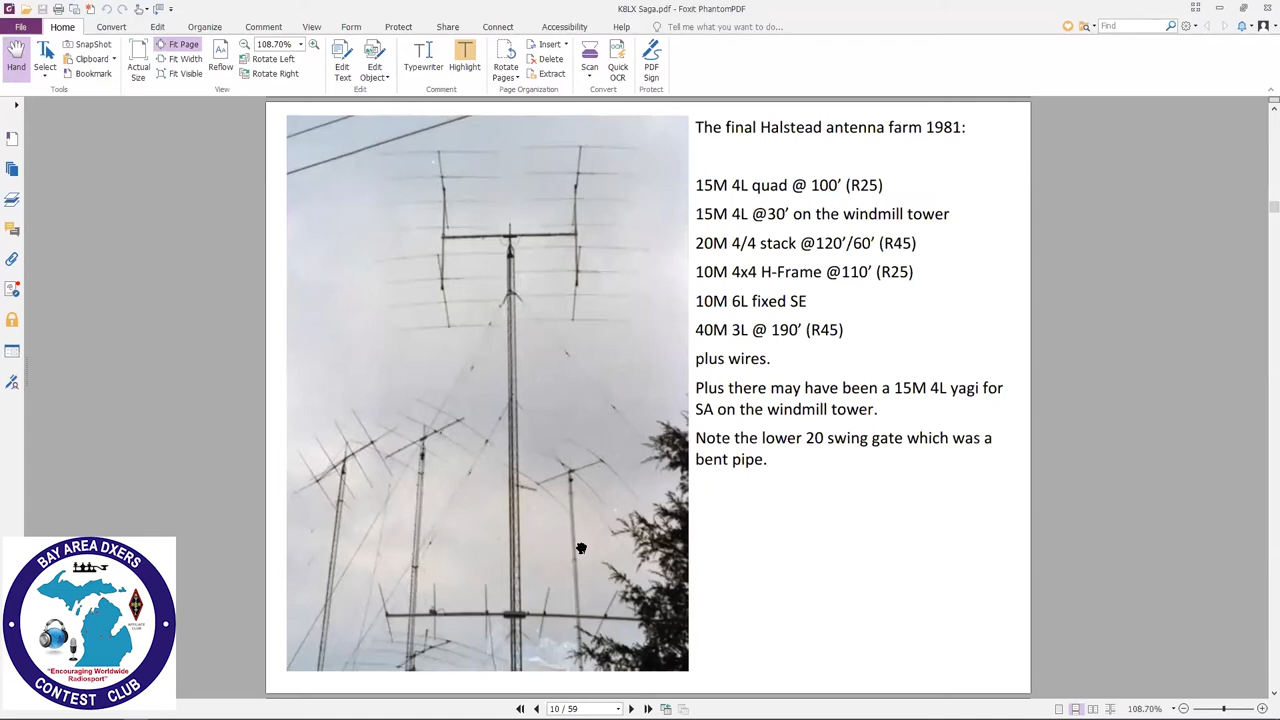 K8LX Saga.pdf - Foxit PhantomPDF
File Home Convert Edit Organize Comment View Form Protect Share Connect Accessibility Help Tell me what you want to do... Find
Hand
Select
SnapShot
Clipboard
Bookmark
Tools
Actual Size
Fit Page
Fit Width
Fit Visible
Reflow
108.70%
Rotate Left
Rotate Right
View
Edit Text
Edit Object
Edit
Typewriter
Highlight
Comment
Rotate Pages
Insert
Delete
Extract
Page Organization
Scan
Quick OCR
Convert
PDF Sign
Protect
The final Halstead antenna farm 1981:
15M 4L quad @ 100’ (R25)
15M 4L @30’ on the windmill tower
20M 4/4 stack @120’/60’ (R45)
10M 4x4 H-Frame @110’ (R25)
10M 6L fixed SE
40M 3L @ 190’ (R45)
plus wires.
Plus there may have been a 15M 4L yagi for
SA on the windmill tower.
Note the lower 20 swing gate which was a
bent pipe.
BAY AREA DXERS
AFFILIATE
CLUB
"Encouraging Worldwide
Radiosport"
CONTEST CLUB
10 / 59
108.70%